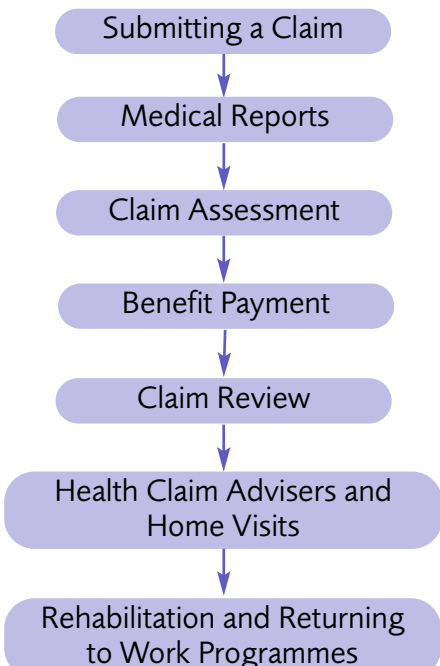 Submitting a Claim
Medical Reports
Claim Assessment
Benefit Payment
Claim Review
Health Claim Advisers and
Home Visits
Rehabilitation and Returning
to Work Programmes